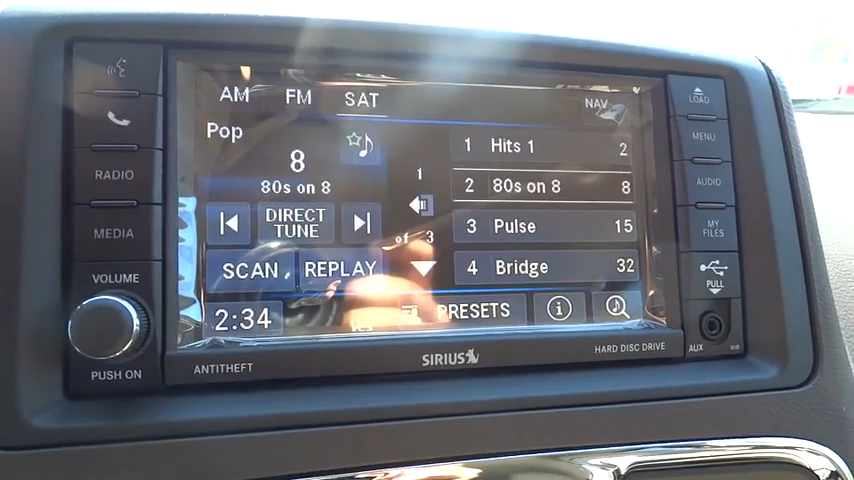 AM FM SAT NAV
Pop
8
80s on 8
DIRECT TUNE
SCAN REPLAY
2:34
1
of 3
1 Hits 1 2
2 80s on 8 8
3 Pulse 15
4 Bridge 32
PRESETS
RADIO
MEDIA
VOLUME
PUSH ON
ANTITHEFT
SIRIUS
HARD DISC DRIVE
LOAD
MENU
AUDIO
MY FILES
PULL
AUX